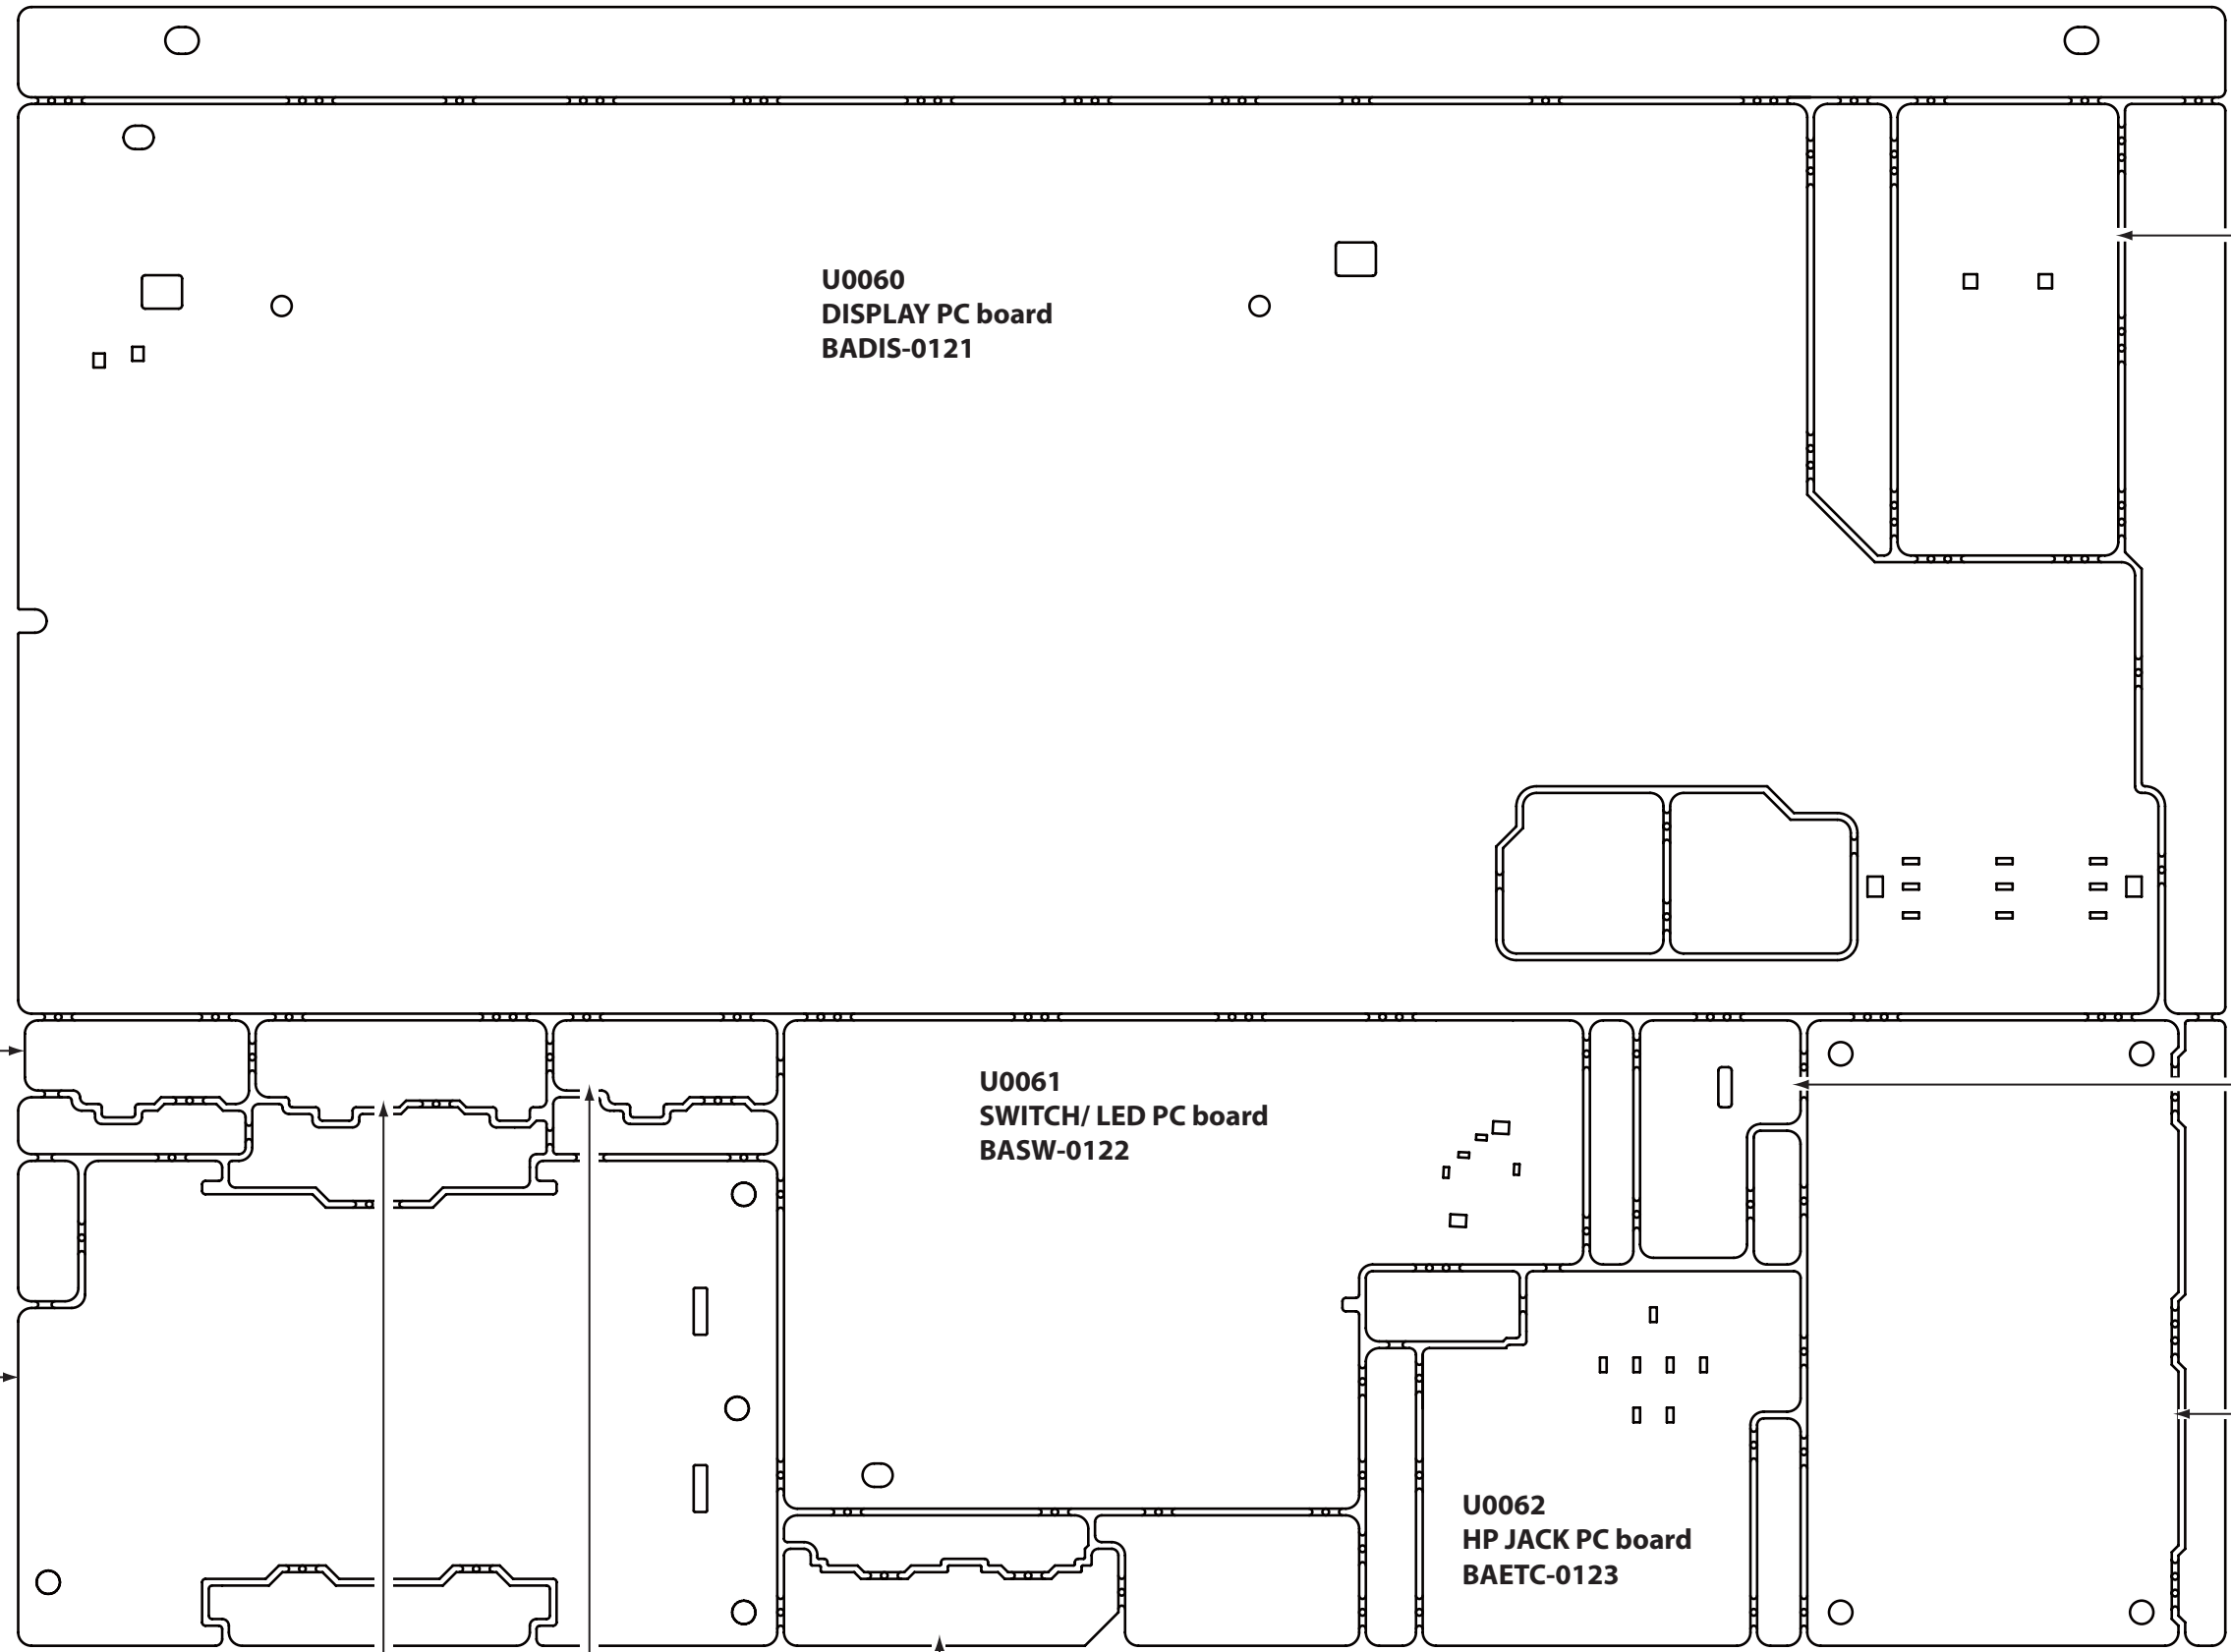 U0060
DISPLAY PC board
BADIS-0121
U0061
SWITCH/ LED PC board
BASW-0122
U0062
HP JACK PC board
BAETC-0123